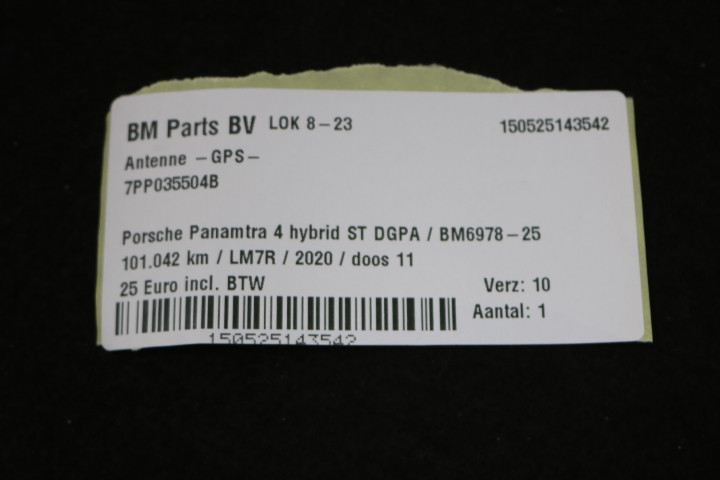 BM Parts BV LOK 8-23 150525143542
Antenne -GPS-
7PP035504B
Porsche Panamtra 4 hybrid ST DGPA / BM6978-25
101.042 km / LM7R / 2020 / doos 11
25 Euro incl. BTW Verz: 10
Aantal: 1
150525143542